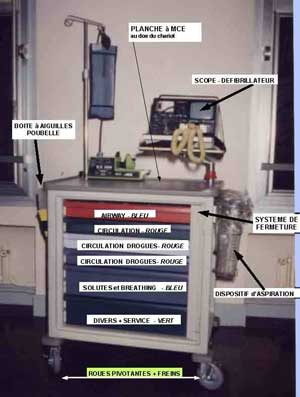 PLANCHE à MCE
au dos du chariot
SCOPE - DEFIBRILLATEUR
BOITE à AIGUILLES
POUBELLE
SYSTEME DE
FERMETURE
AIRWAY - BLEU
CIRCULATION - ROUGE
CIRCULATION DROGUES - ROUGE
CIRCULATION DROGUES - ROUGE
SOLUTES et BREATHING - BLEU
DISPOSITIF d'ASPIRATION
DIVERS + SERVICE - VERT
ROUES PIVOTANTES + FREINS